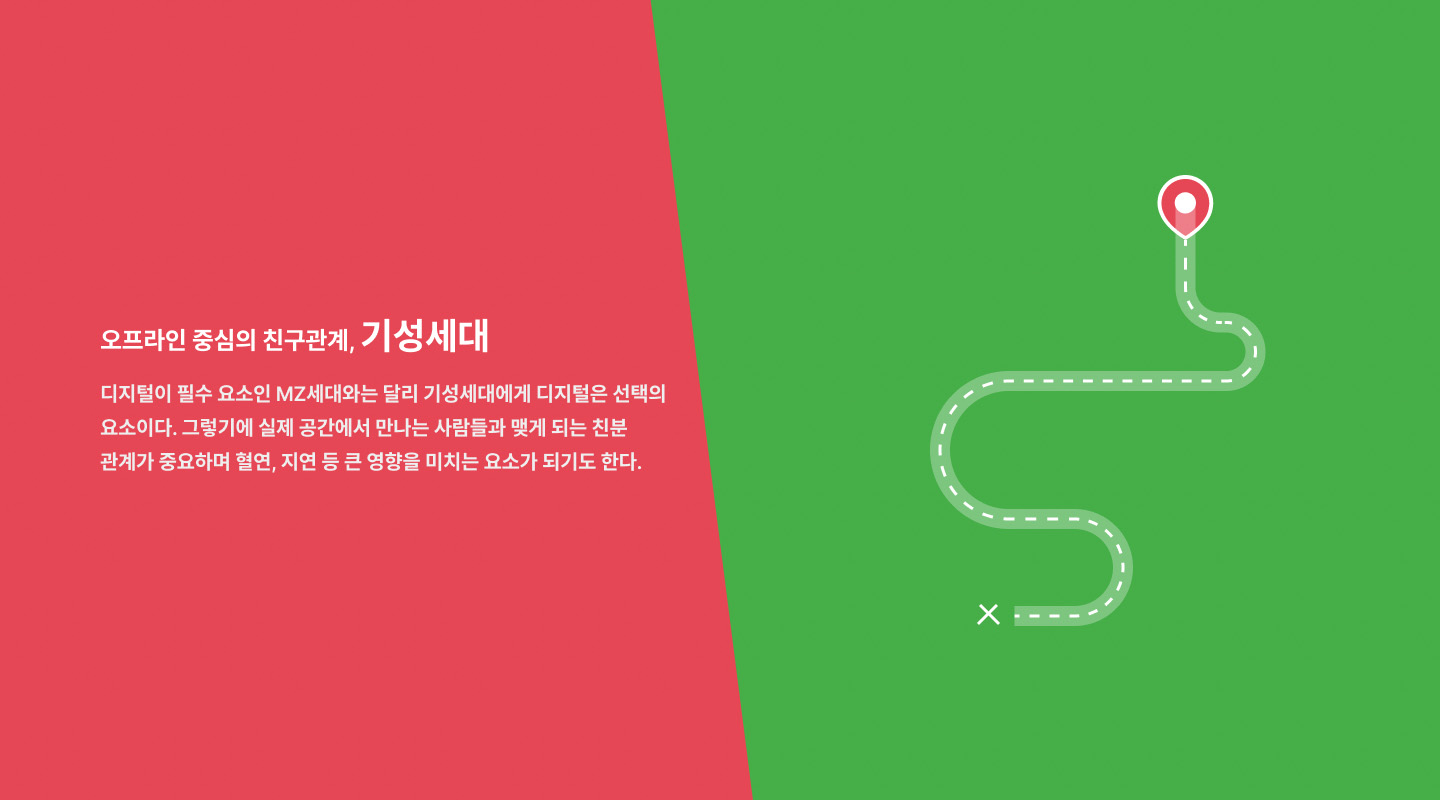 오프라인 중심의 친구관계, 기성세대
디지털이 필수 요소인 MZ세대와는 달리 기성세대에게 디지털은 선택의
요소이다. 그렇기에 실제 공간에서 만나는 사람들과 맺게 되는 친분
관계가 중요하며 혈연, 지연 등 큰 영향을 미치는 요소가 되기도 한다.